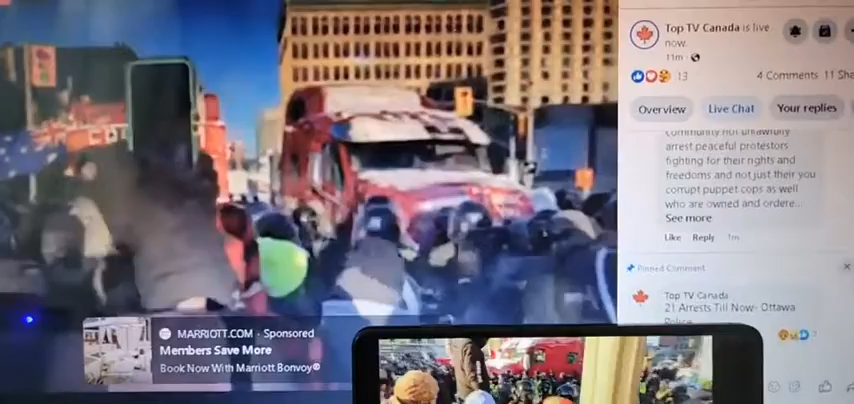 Top TV Canada is live
now.
11m
13
4 Comments 11 Sha
Overview
Live Chat
Your replies
community not unlawfully
arrest peaceful protestors
fighting for their rights and
freedoms and not just their you
corrupt puppet cops as well
who are owned and ordere...
See more
Like Reply 1m
Pinned Comment
Top TV Canada
21 Arrests Till Now- Ottawa
Police
7
MARRIOTT.COM - Sponsored
Members Save More
Book Now With Marriott Bonvoy®